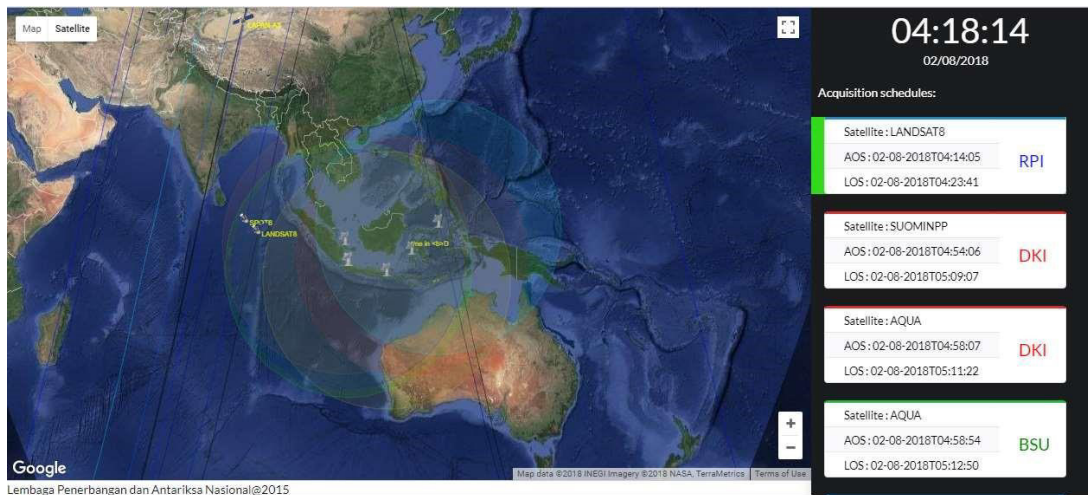 Map Satellite
LAPAN-A2
SPOT6
LANDSAT8
Google
Map data ©2018 INEGI Imagery ©2018 NASA, TerraMetrics
Terms of Use
Lembaga Penerbangan dan Antariksa Nasional@2015
04:18:14
02/08/2018
Acquisition schedules:
Satellite : LANDSAT8
AOS : 02-08-2018T04:14:05
RPI
LOS : 02-08-2018T04:23:41
Satellite : SUOMINPP
AOS : 02-08-2018T04:54:06
DKI
LOS : 02-08-2018T05:09:07
Satellite : AQUA
AOS : 02-08-2018T04:58:07
DKI
LOS : 02-08-2018T05:11:22
Satellite : AQUA
AOS : 02-08-2018T04:58:54
BSU
LOS : 02-08-2018T05:12:50